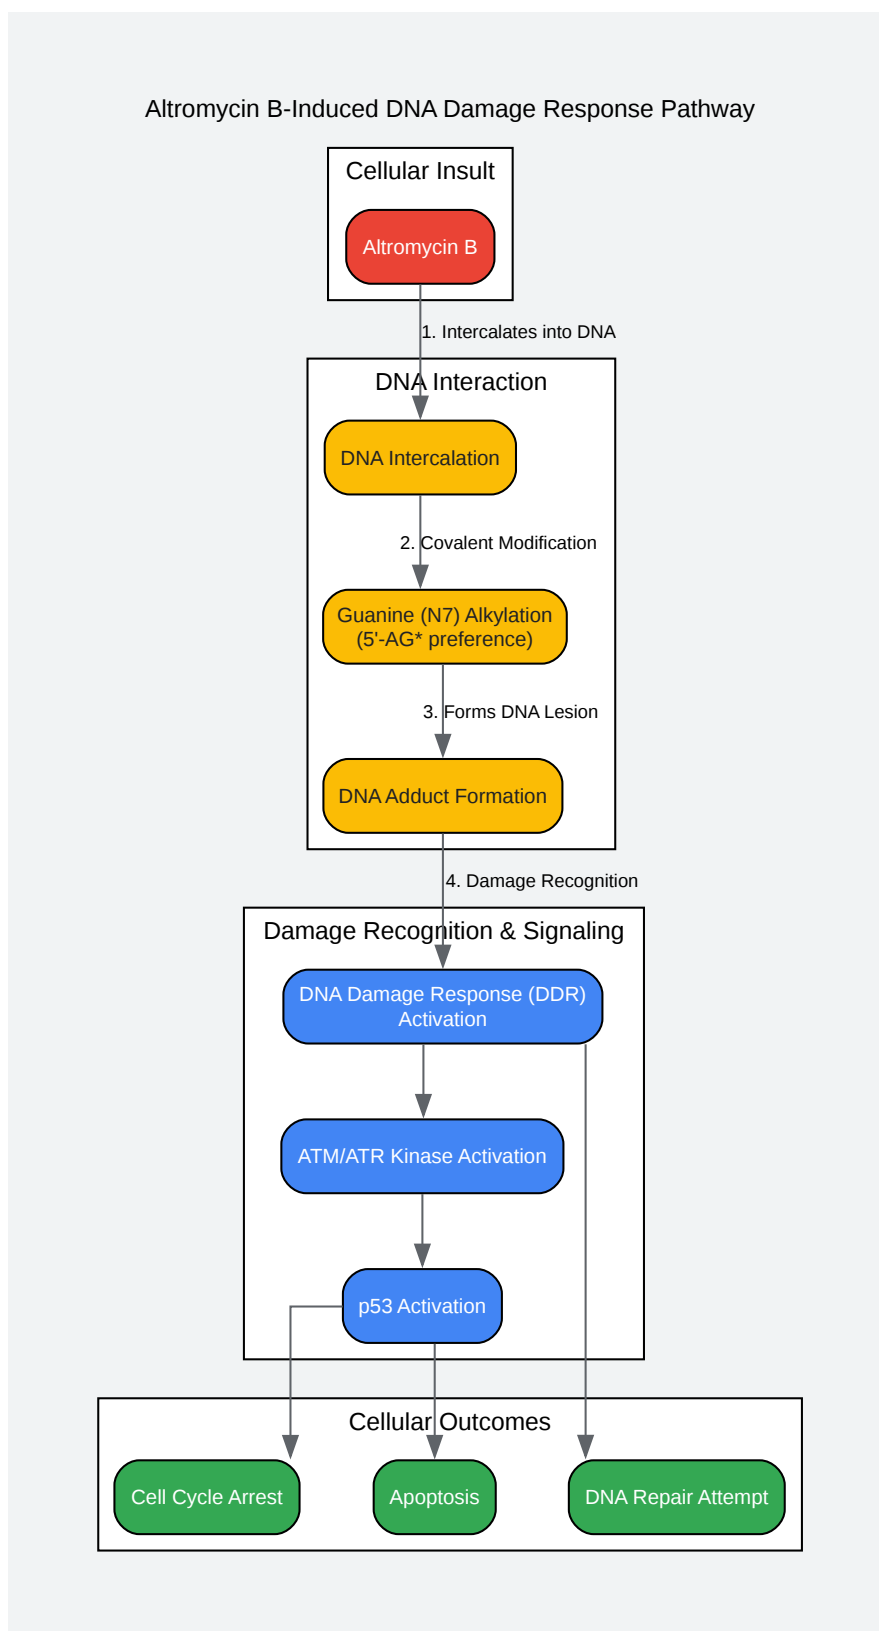 Altromycin B-Induced DNA Damage Response Pathway
Cellular Insult
Altromycin B
1. Intercalates into DNA
DNA Interaction
DNA Intercalation
2. Covalent Modification
Guanine (N7) Alkylation
(5'-AG* preference)
3. Forms DNA Lesion
DNA Adduct Formation
4. Damage Recognition
Damage Recognition & Signaling
DNA Damage Response (DDR)
Activation
ATM/ATR Kinase Activation
p53 Activation
Cellular Outcomes
Cell Cycle Arrest
Apoptosis
DNA Repair Attempt